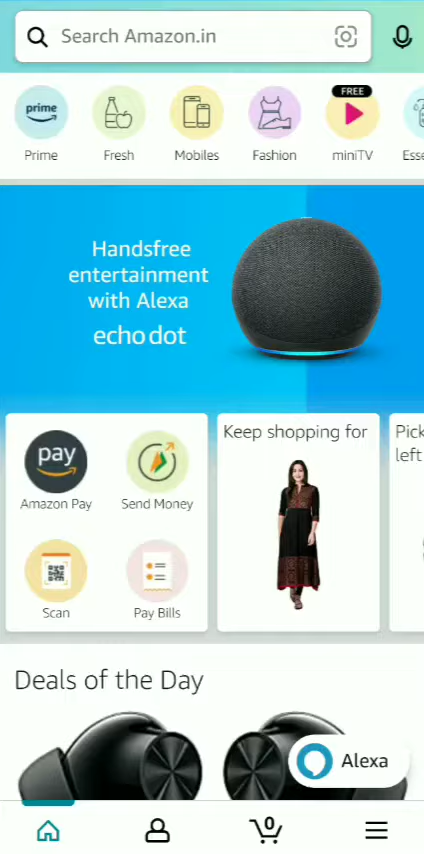 Search Amazon.in
prime
FREE
Prime
Fresh
Mobiles
Fashion
miniTV
Esse
Handsfree
entertainment
with Alexa
echo dot
pay
Amazon Pay
Send Money
Scan
Pay Bills
Keep shopping for
Pick
left
Deals of the Day
Alexa
0